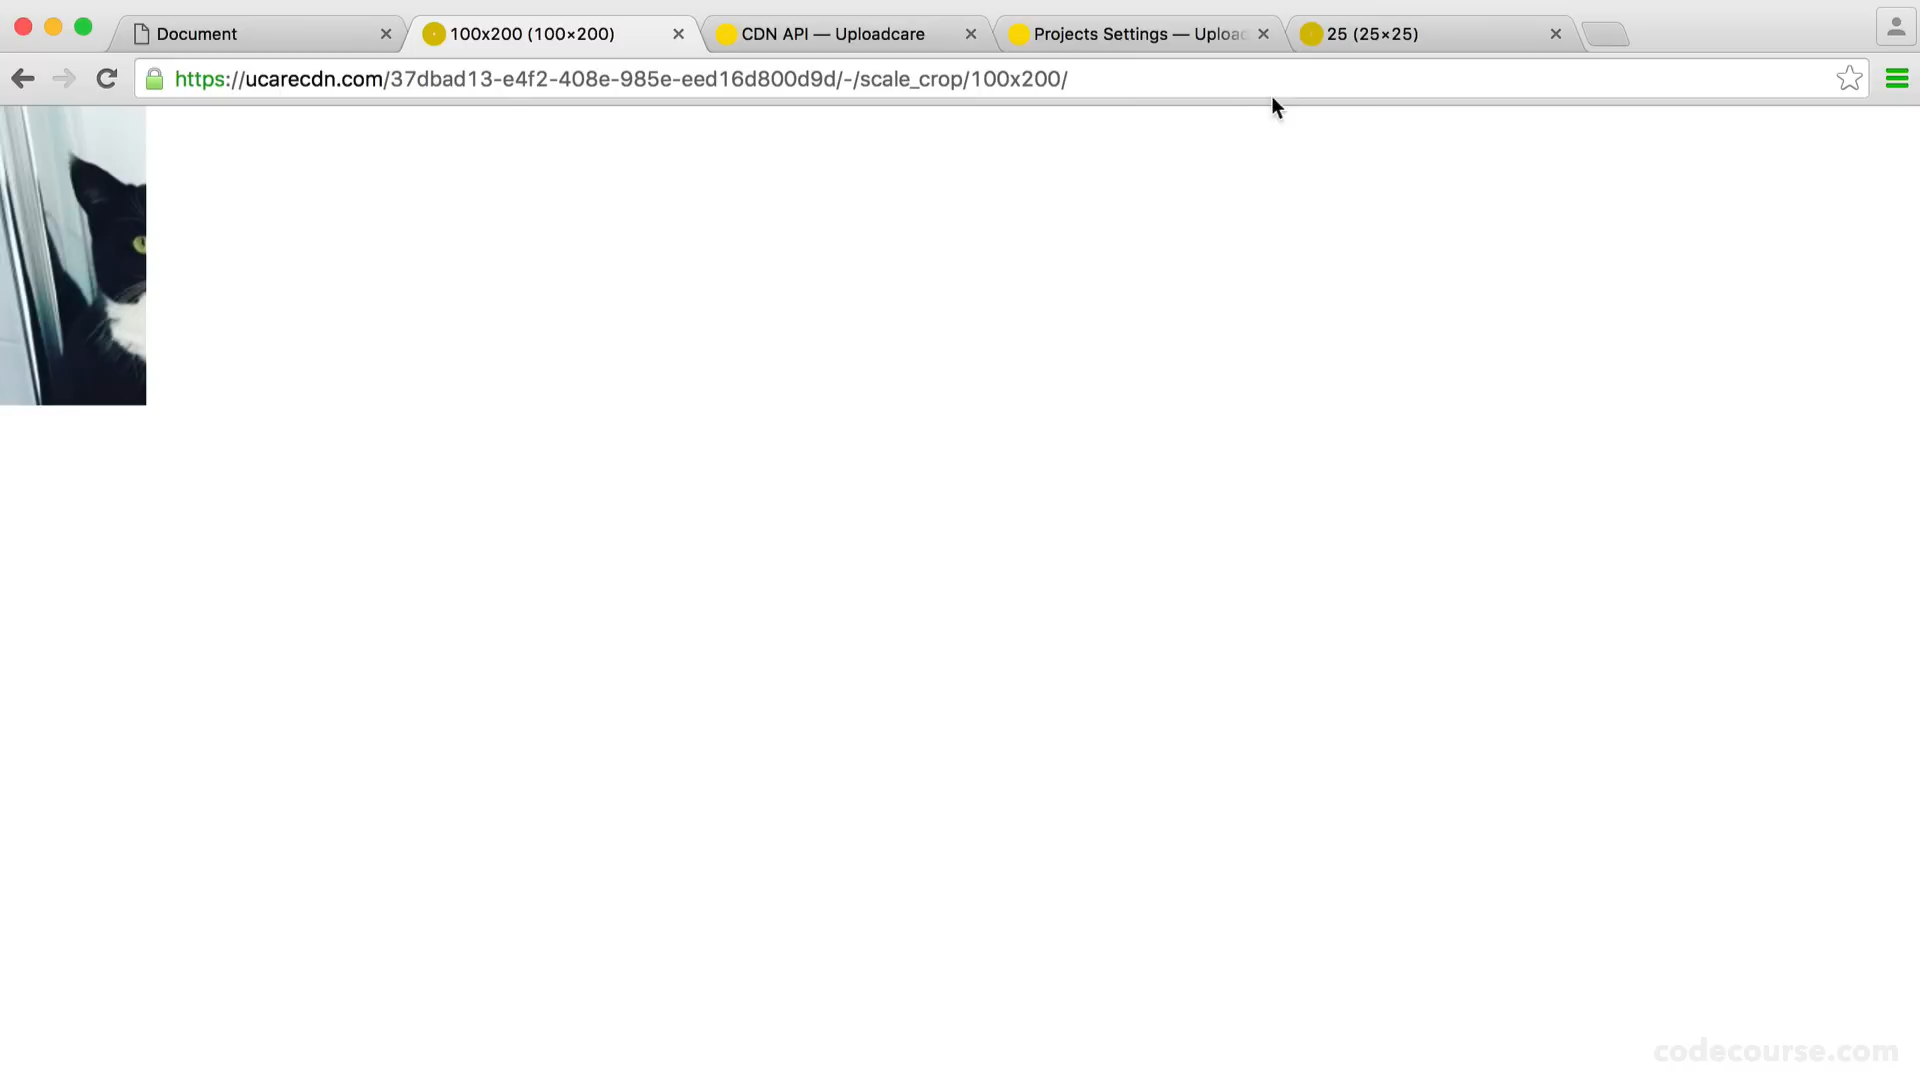 Document
100x200 (100×200)
CDN API — Uploadcare
Projects Settings — Uploa
25 (25×25)
https://ucarecdn.com/37dbad13-e4f2-408e-985e-eed16d800d9d/-/scale_crop/100x200/
codecourse.com